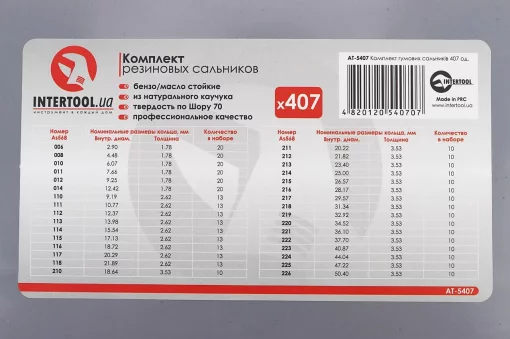 INTERTOOL.ua
инструмент в каждый дом
Комплект
резиновых сальников
бензо/масло стойкие
из натурального каучука
твердость по Шору 70
профессиональное качество
x407
AT-5407 Комплект гумових сальників 407 од.
4 820120 540707
INTERTOOL
Made in PRC
www.intertool.ua
Номер Номинальные размеры кольца, мм Количество
As568 Внутр. диам. Толщина в наборе
006 2.90 1.78 20
008 4.48 1.78 20
010 6.07 1.78 20
011 7.66 1.78 20
012 9.25 1.78 20
014 12.42 1.78 20
110 9.19 2.62 13
111 10.77 2.62 13
112 12.37 2.62 13
113 13.93 2.62 13
114 15.54 2.62 13
115 17.13 2.62 13
116 18.72 2.62 13
117 20.29 2.62 13
118 21.89 2.62 13
210 18.64 3.53 10
Номер Номинальные размеры кольца, мм Количество
As568 Внутр. диам. Толщина в наборе
211 20.22 3.53 10
212 21.82 3.53 10
213 23.40 3.53 10
214 25.00 3.53 10
215 26.57 3.53 10
216 28.17 3.53 10
217 29.57 3.53 10
218 31.34 3.53 10
219 32.92 3.53 10
220 34.52 3.53 10
221 36.10 3.53 10
222 37.70 3.53 10
223 40.87 3.53 10
224 44.04 3.53 10
225 47.22 3.53 10
226 50.40 3.53 10
AT-5407